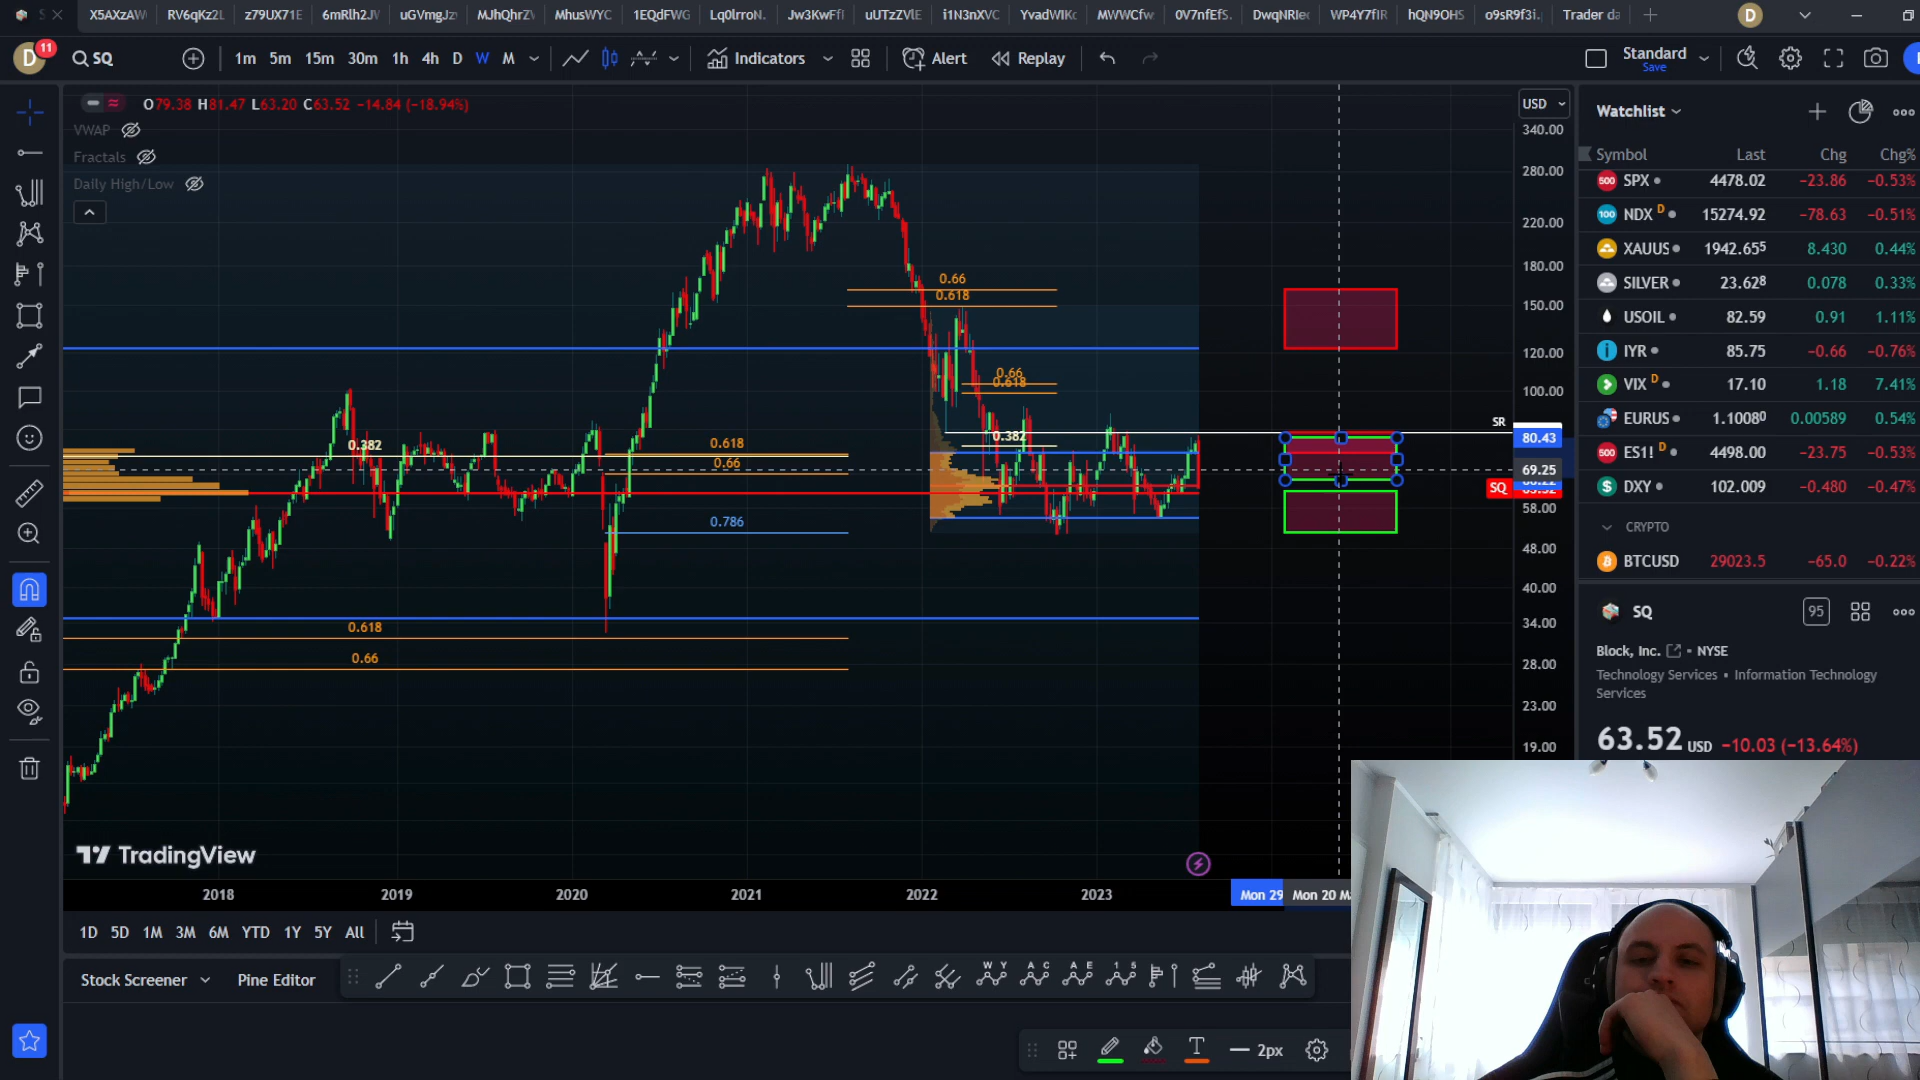 X5AXzAW RV6qKz2L z79UX71E 6mRlh2JV uGVmgJz MJhQhrZ MhusWYC 1EQdFWG Lq0lrroN. Jw3KwFf uUTzZVlE i1N3nXVC YvadWIK MWWCfw 0V7nfEfS. DwqNRIe WP4Y7fIR hQN9OHS o9sR9f3i. Trader da
D 11 SQ 1m 5m 15m 30m 1h 4h D W M Indicators Alert Replay Standard Save
O79.38 H81.47 L63.20 C63.52 −14.84 (−18.94%)
VWAP
Fractals
Daily High/Low
USD
340.00
280.00
220.00
180.00
150.00
120.00
100.00
80.43
69.25
58.00
48.00
40.00
34.00
28.00
23.00
19.00
SR
SQ
0.66
0.618
0.66
0.618
0.382
0.382
0.618
0.66
0.786
0.618
0.66
TradingView
2018 2019 2020 2021 2022 2023 Mon 29 Mon 20 M
1D 5D 1M 3M 6M YTD 1Y 5Y All
Stock Screener Pine Editor
W Y A C A E 1 5
T 2px
Watchlist
Symbol Last Chg Chg%
SPX 4478.02 −23.86 −0.53%
NDX D 15274.92 −78.63 −0.51%
XAUUS 1942.655 8.430 0.44%
SILVER 23.628 0.078 0.33%
USOIL 82.59 0.91 1.11%
IYR 85.75 −0.66 −0.76%
VIX D 17.10 1.18 7.41%
EURUS 1.10080 0.00589 0.54%
ES1! D 4498.00 −23.75 −0.53%
DXY 102.009 −0.480 −0.47%
CRYPTO
BTCUSD 29023.5 −65.0 −0.22%
SQ 95
Block, Inc. • NYSE
Technology Services • Information Technology
Services
63.52 USD −10.03 (−13.64%)